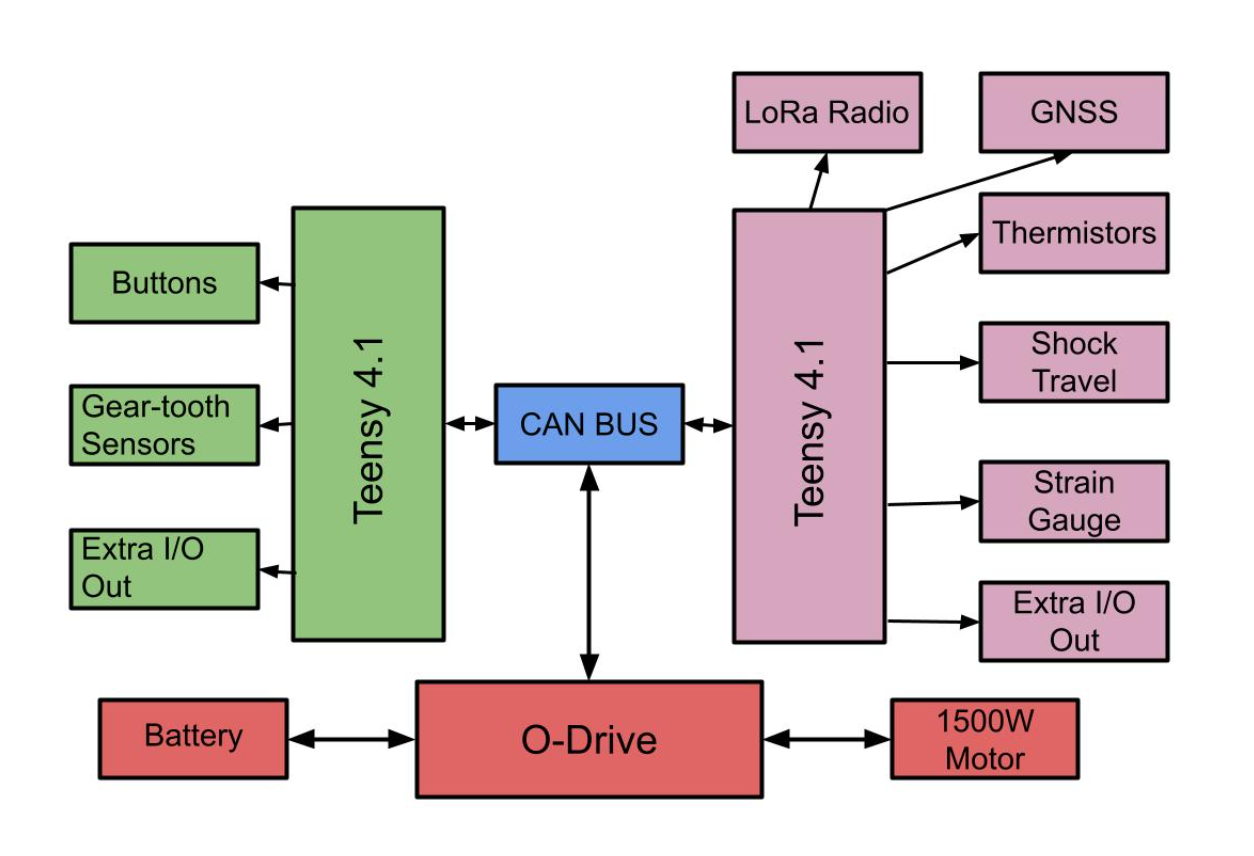 LoRa Radio
GNSS
Thermistors
Buttons
Shock
Travel
Teensy 4.1
Teensy 4.1
Gear-tooth
Sensors
CAN BUS
Strain
Gauge
Extra I/O
Out
Extra I/O
Out
Battery
O-Drive
1500W
Motor